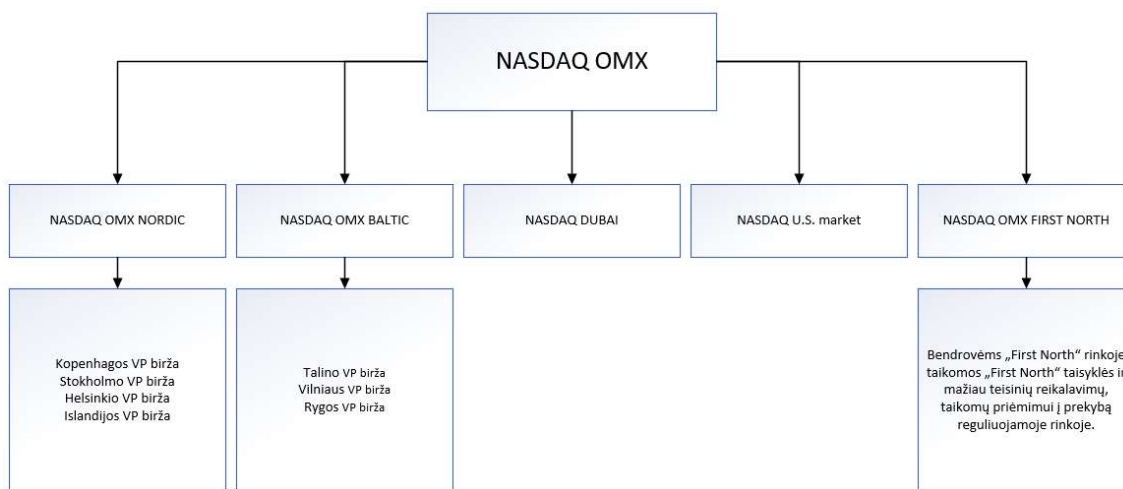 NASDAQ OMX
NASDAQ OMX NORDIC
NASDAQ OMX BALTIC
NASDAQ DUBAI
NASDAQ U.S. market
NASDAQ OMX FIRST NORTH
Kopenhagos VP birža
Stokholmo VP birža
Helsinkio VP birža
Islandijos VP birža
Talino VP birža
Vilniaus VP birža
Rygos VP birža
Bendrovėms „First North“ rinkoje
taikomos „First North“ taisyklės ir
mažiau teisinių reikalavimų,
taikomų priėmimui į prekybą
reguliuojamoje rinkoje.